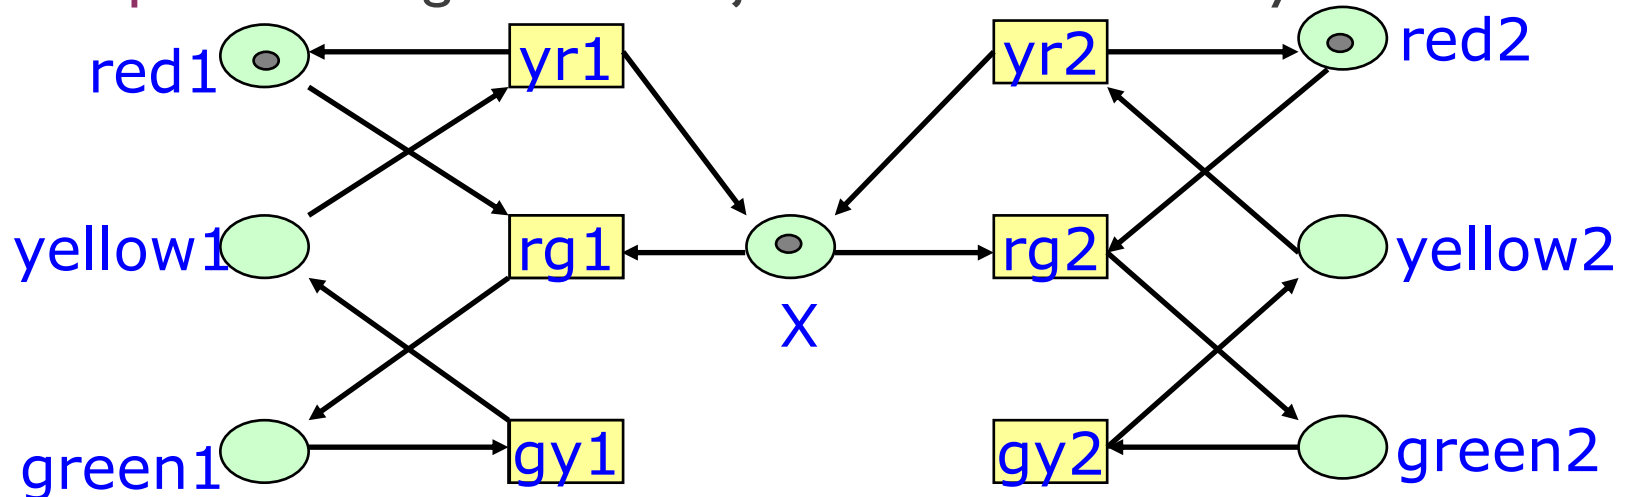 red1
yr1
yr2
red2
yellow1
rg1
rg2
yellow2
X
green1
gy1
gy2
green2